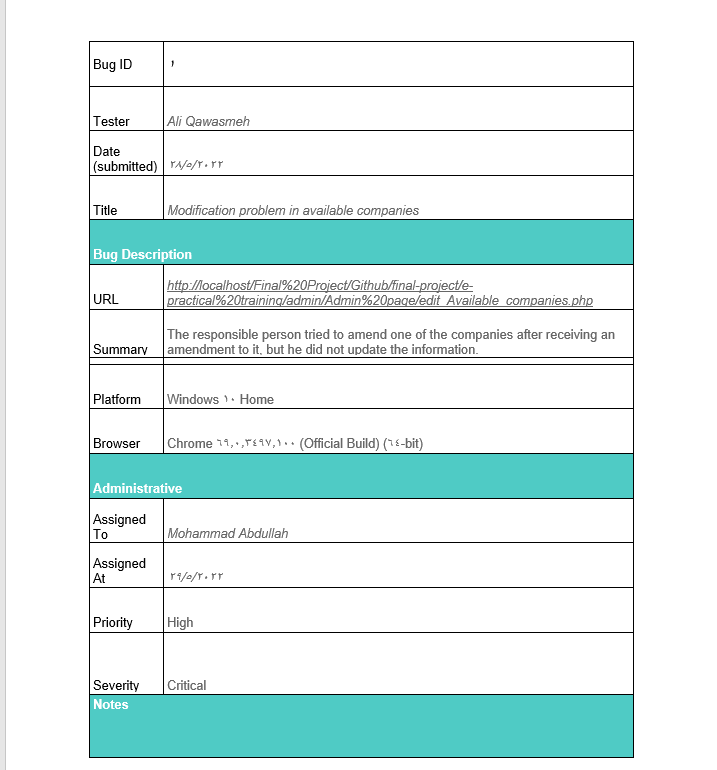 Bug ID ١
Tester Ali Qawasmeh
Date
(submitted) ٢٨/٥/٢٠٢٢
Title Modification problem in available companies
Bug Description
URL http://localhost/Final%20Project/Github/final-project/e-
practical%20training/admin/Admin%20page/edit_Available_companies.php
Summary The responsible person tried to amend one of the companies after receiving an
amendment to it, but he did not update the information.
Platform Windows ١٠ Home
Browser Chrome ٦٩,٠,٣٤٩٧,١٠٠ (Official Build) (٦٤-bit)
Administrative
Assigned
To Mohammad Abdullah
Assigned
At ٢٩/٥/٢٠٢٢
Priority High
Severity Critical
Notes